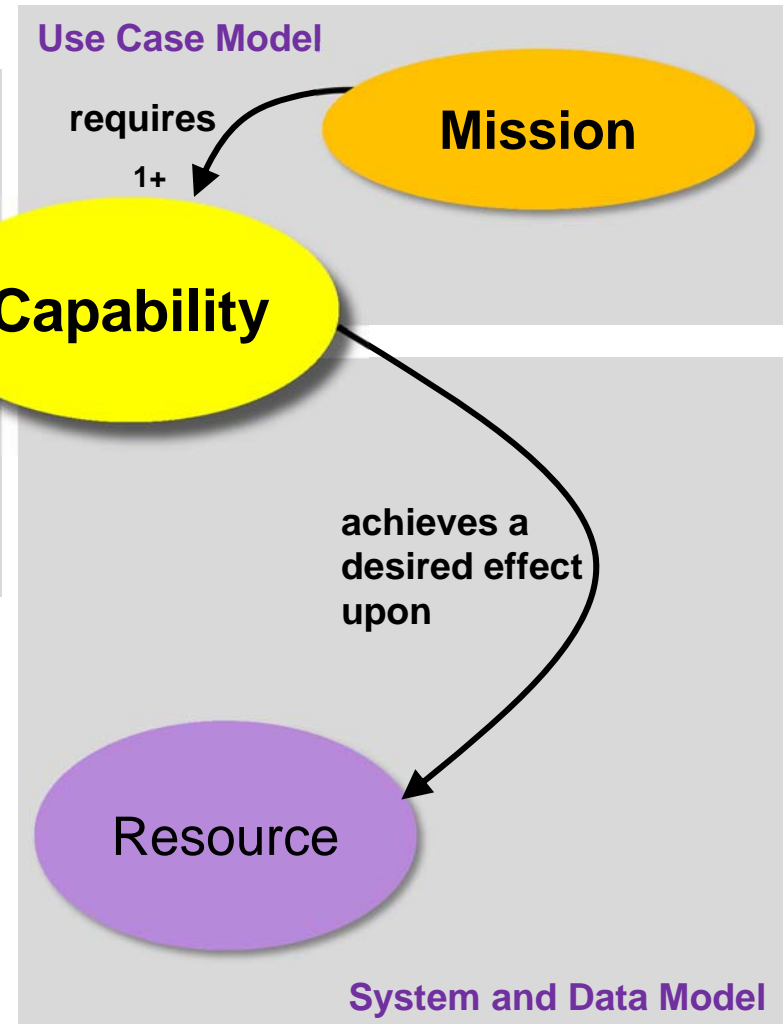 Use Case Model
requires
Mission
1+
Capability
achieves a
desired effect
upon
Resource
System and Data Model